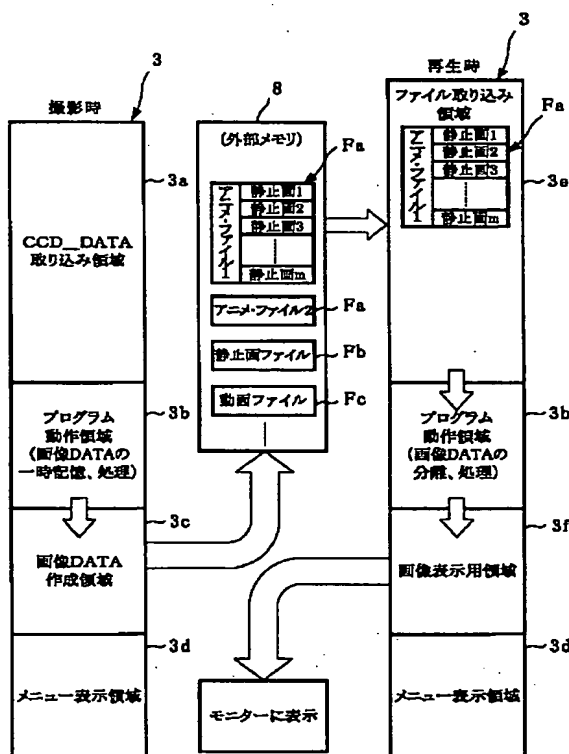 撮影時
3
3a
CCD__DATA
取り込み領域
3b
プログラム
動作領域
(画像DATAの
一時記憶、処理)
3c
画像DATA
作成領域
3d
メニュー表示領域
8
(外部メモリ)
Fa
アニメ・ファイル1
静止画1
静止画2
静止画3
静止画m
アニメ・ファイル2
Fa
静止画ファイル
Fb
動画ファイル
Fc
モニターに表示
再生時
3
ファイル取り込み
領域
Fa
アニメ・ファイル1
静止画1
静止画2
静止画3
静止画m
3e
3b
プログラム
動作領域
(画像DATAの
分離、処理)
3f
画像表示用領域
3d
メニュー表示領域